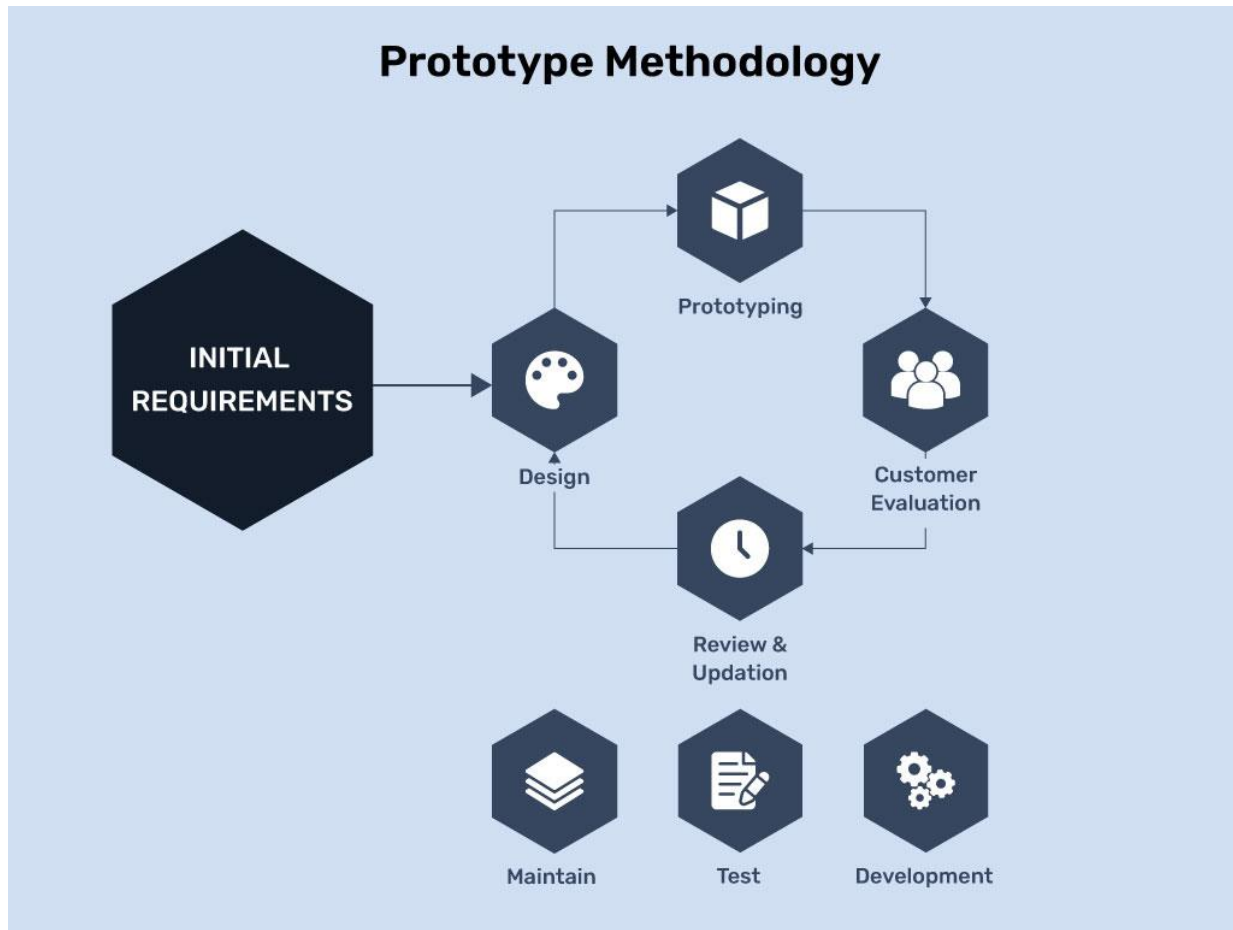 Prototype Methodology
INITIAL
REQUIREMENTS
Prototyping
Design
Customer
Evaluation
Review &
Updation
Maintain
Test
Development